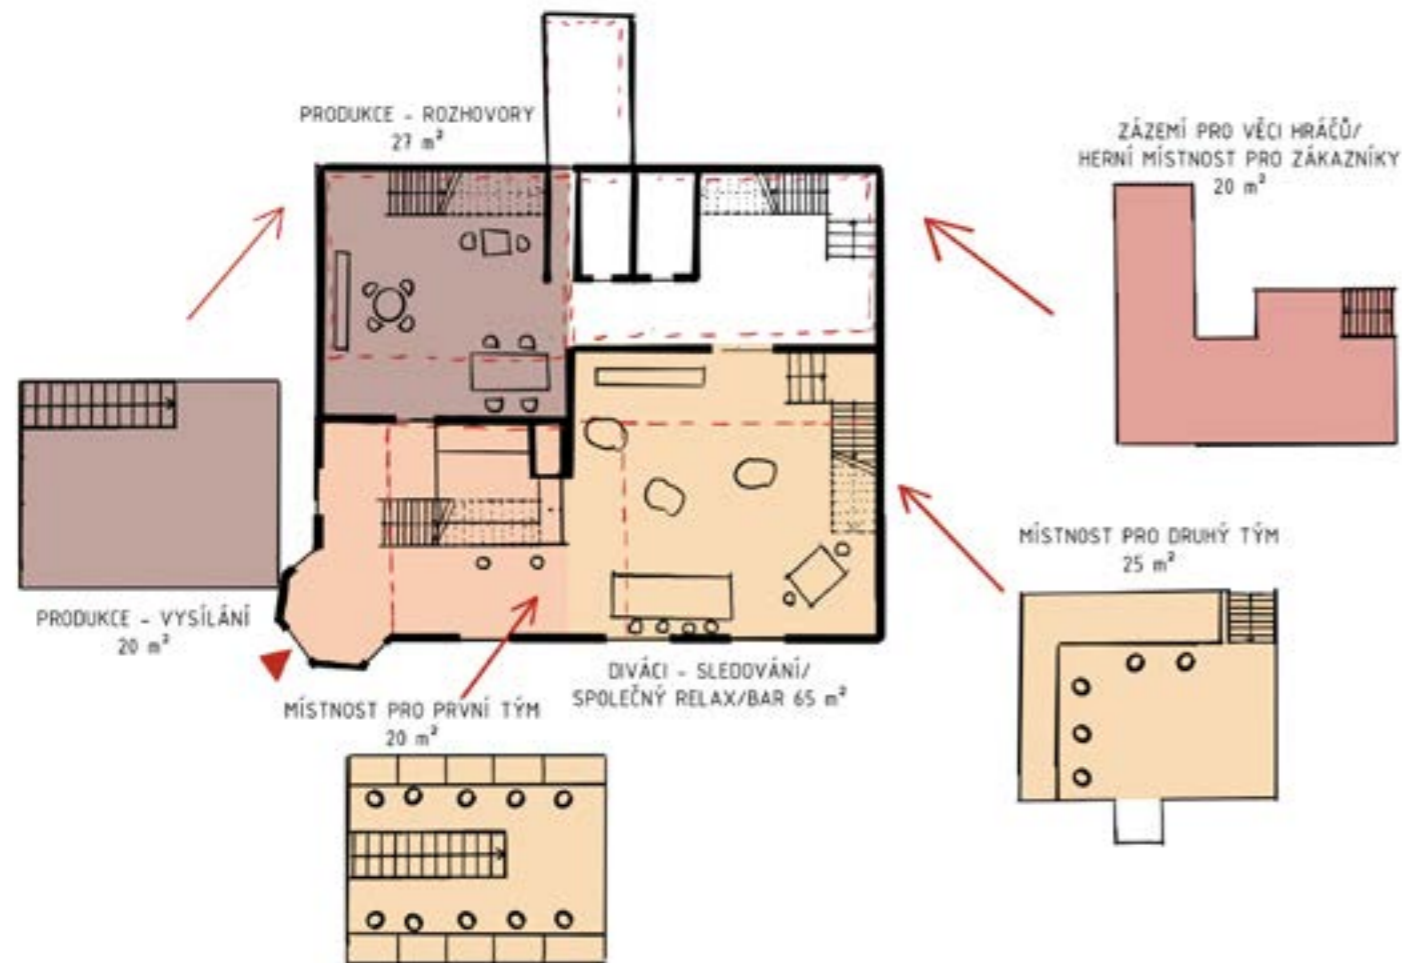 PRODUKCE - ROZHOVORY
27 m²
ZÁZEMÍ PRO VĚCI HRÁČŮ/
HERNÍ MÍSTNOST PRO ZÁKAZNÍKY
20 m²
MÍSTNOST PRO DRUHÝ TÝM
25 m²
PRODUKCE - VYSÍLÁNÍ
20 m²
DIVÁCI - SLEDOVÁNÍ/
SPOLEČNÝ RELAX/BAR 65 m²
MÍSTNOST PRO PRVNÍ TÝM
20 m²